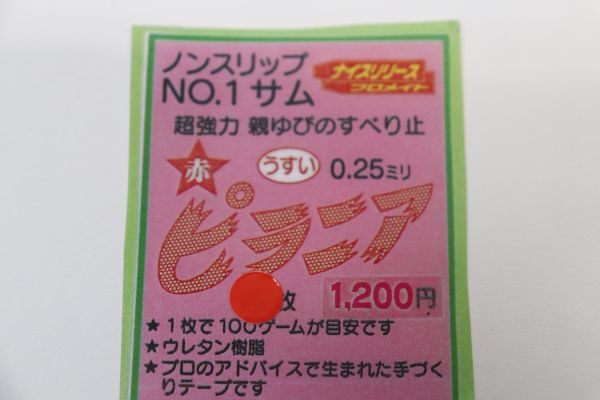 ノンスリップ
ナイスリリース
NO.1サム
プロメイト
超強力 親ゆびのすべり止
赤 うすい 0.25ミリ
ピラニア
枚 1,200円
★1枚で100ゲームが目安です
★ウレタン樹脂
★プロのアドバイスで生まれた手づく
りテープです